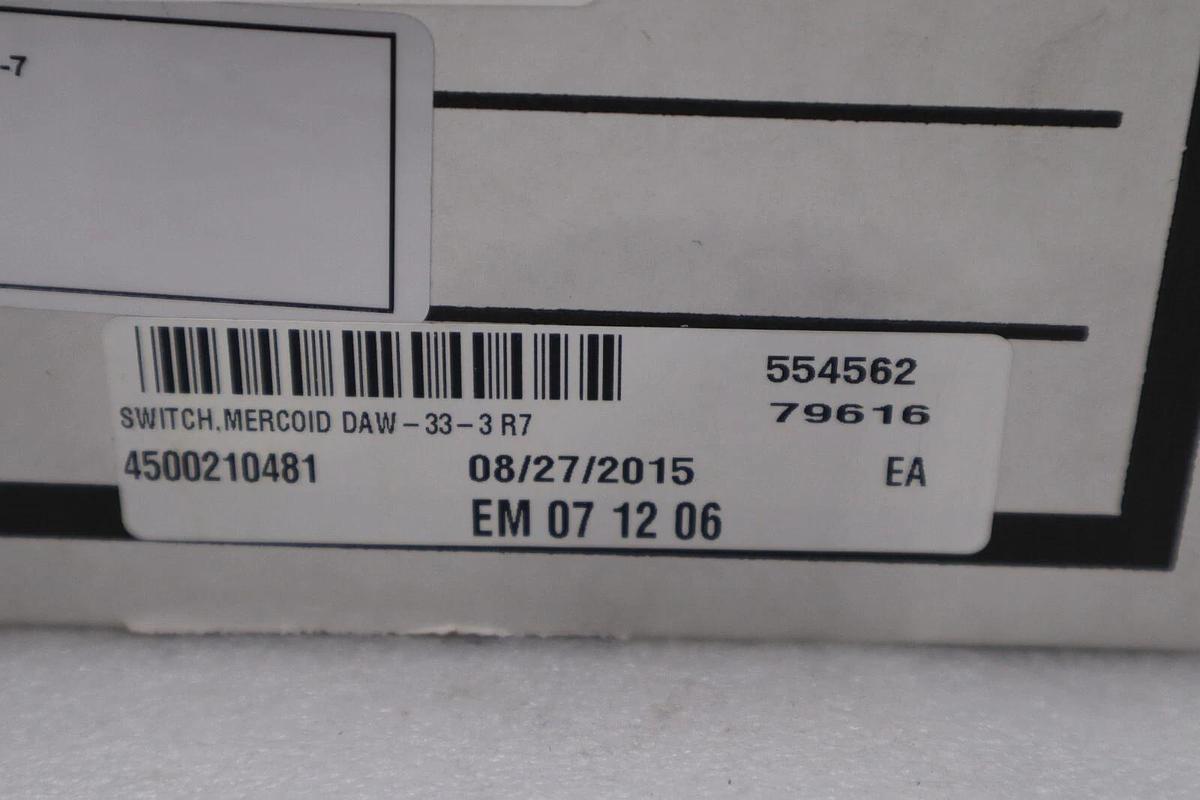 -7
554562
SWITCH,MERCOID DAW-33-3 R7
79616
4500210481 08/27/2015 EA
EM 07 12 06